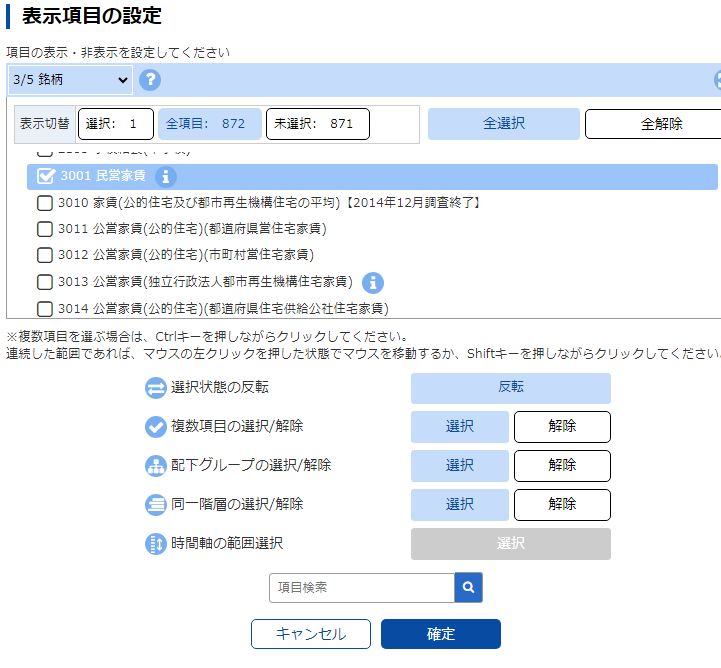 表示項目の設定
項目の表示・非表示を設定してください
3/5 銘柄
?
表示切替 選択: 1 全項目: 872 未選択: 871 全選択 全解除
3001 民営家賃
3010 家賃(公的住宅及び都市再生機構住宅の平均)【2014年12月調査終了】
3011 公営家賃(公的住宅)(都道府県営住宅家賃)
3012 公営家賃(公的住宅)(市町村営住宅家賃)
3013 公営家賃(独立行政法人都市再生機構住宅家賃)
3014 公営家賃(公的住宅)(都道府県住宅供給公社住宅家賃)
※複数項目を選ぶ場合は、Ctrlキーを押しながらクリックしてください。
連続した範囲であれば、マウスの左クリックを押した状態でマウスを移動するか、Shiftキーを押しながらクリックしてください。
選択状態の反転 反転
複数項目の選択/解除 選択 解除
配下グループの選択/解除 選択 解除
同一階層の選択/解除 選択 解除
時間軸の範囲選択 選択
項目検索
キャンセル 確定